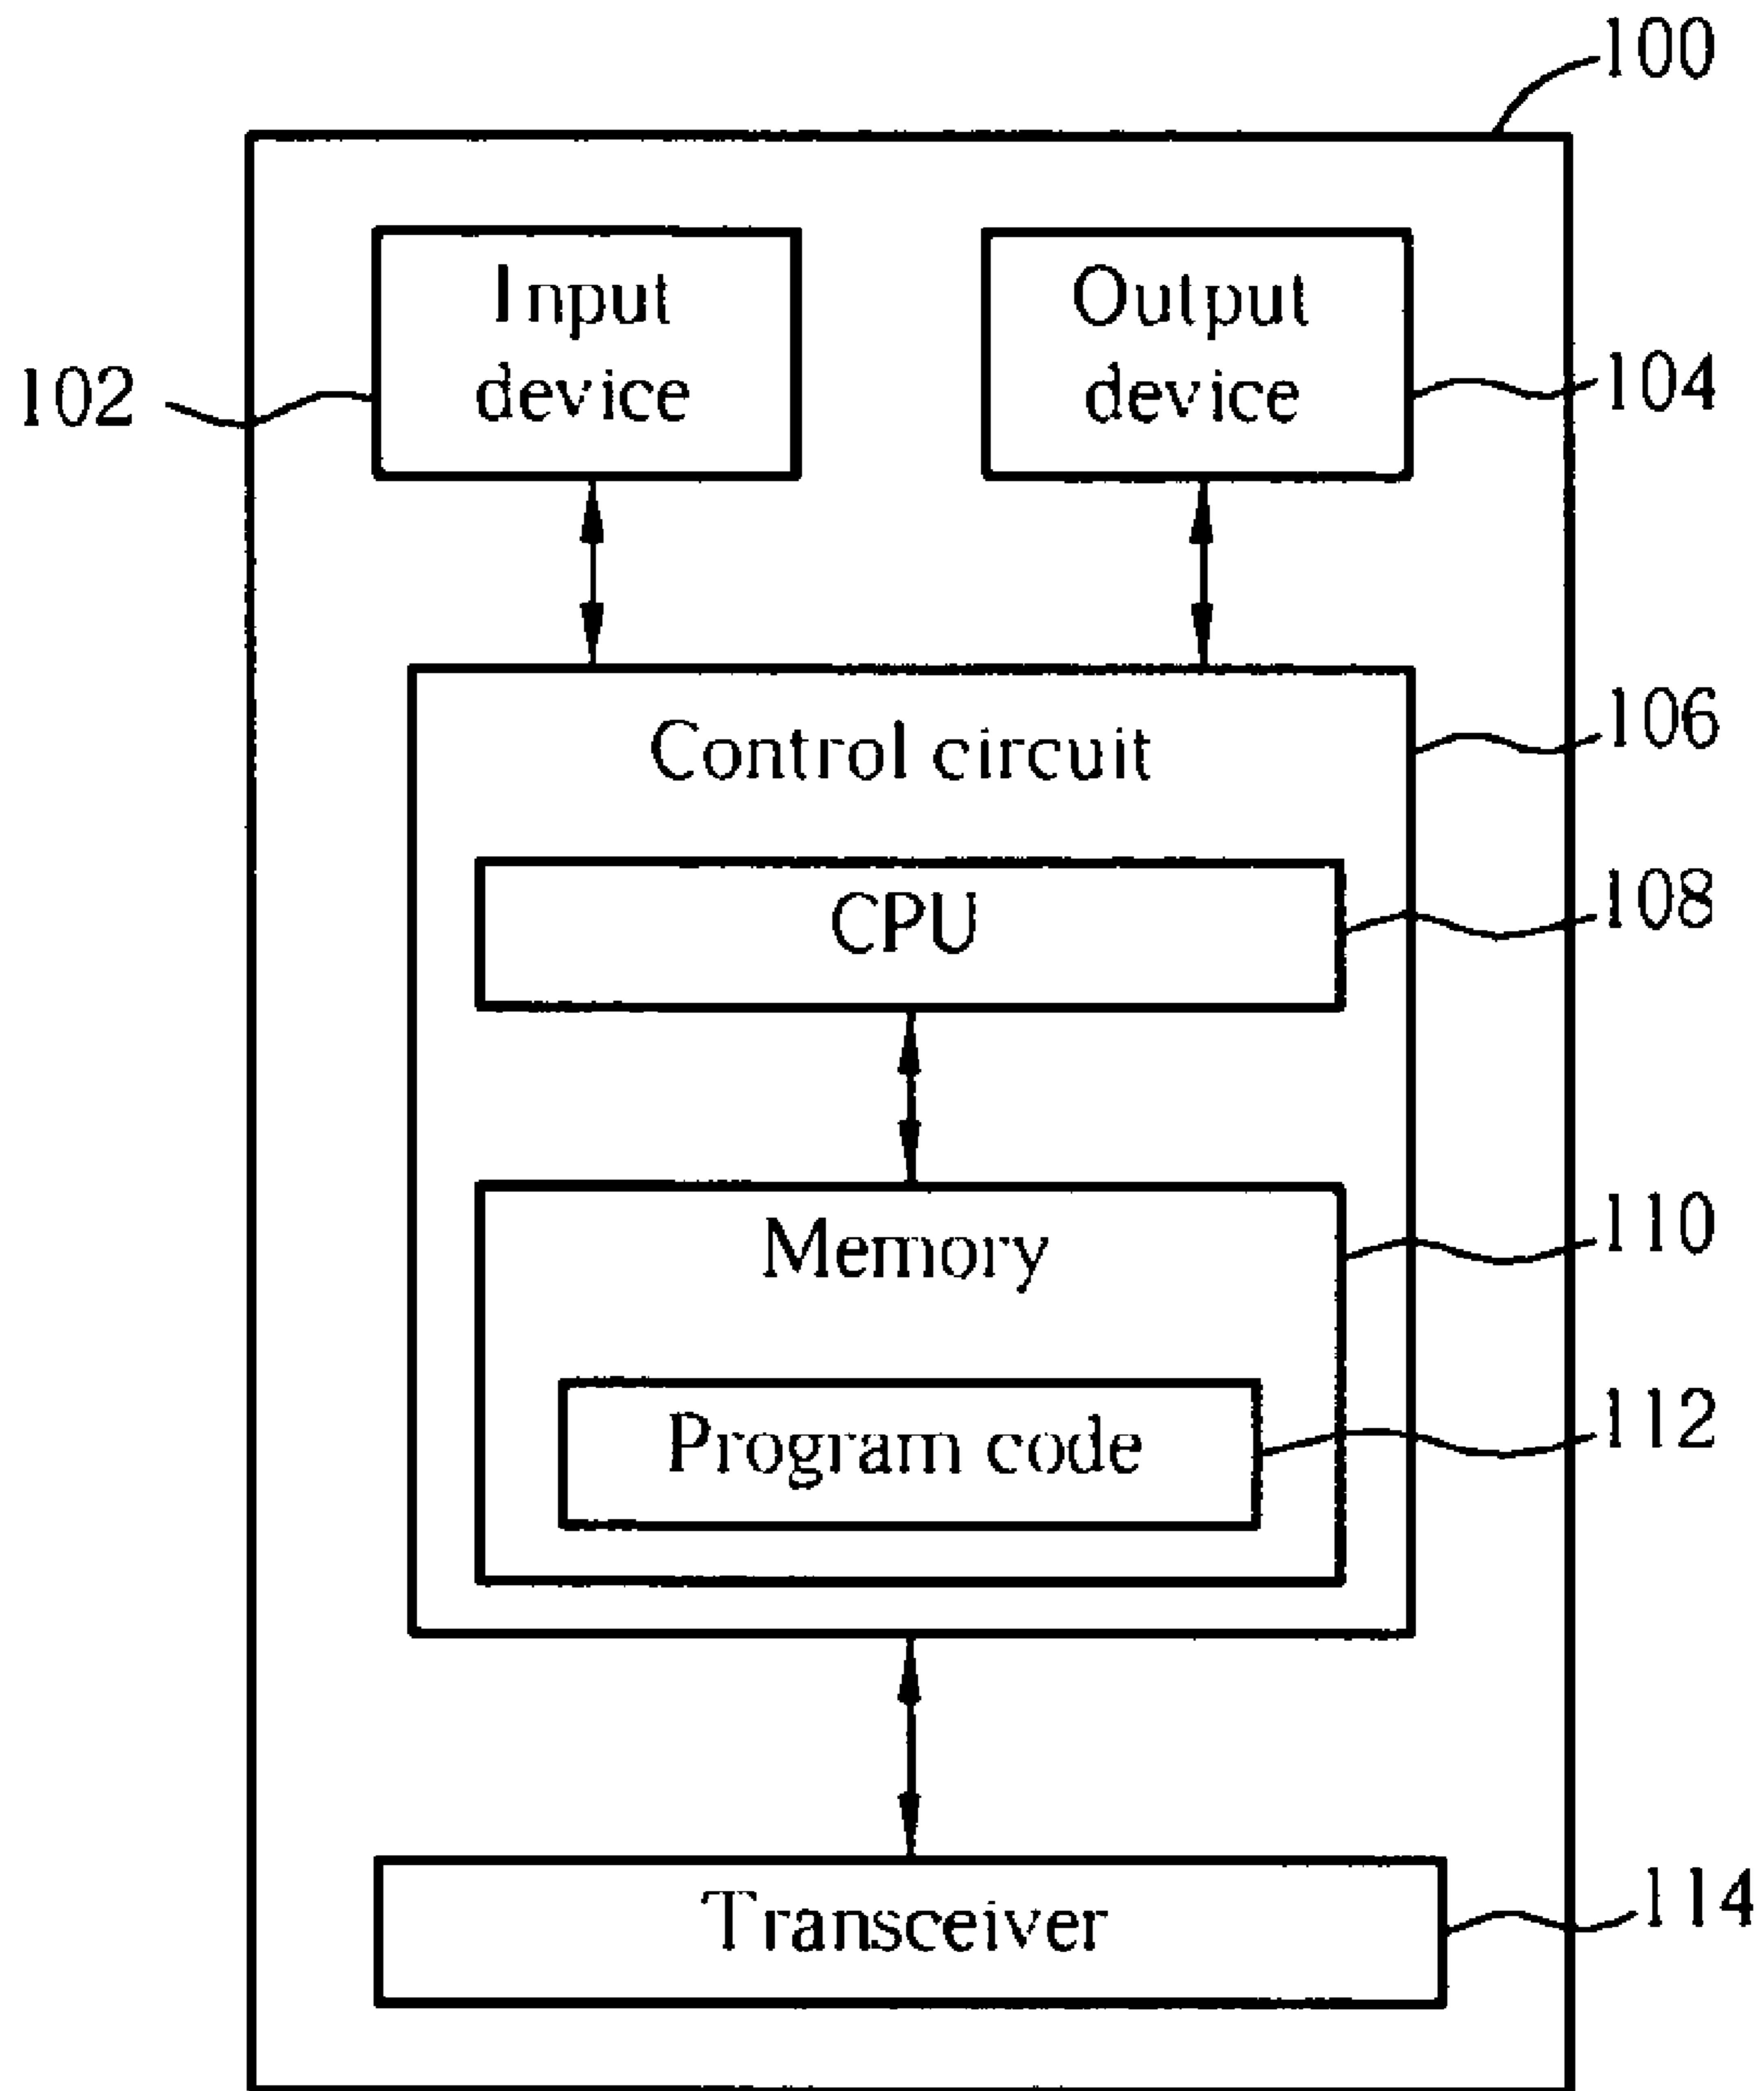 100
Input
device
Output
device
102
104
Control circuit
106
CPU
108
Memory
110
Program code
112
Transceiver
114